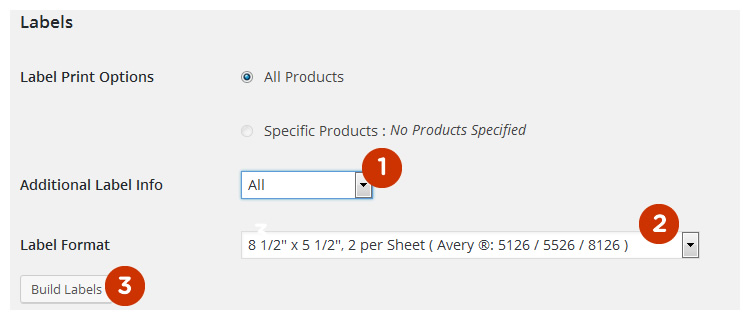 Labels
Label Print Options All Products
Specific Products : No Products Specified
1
Additional Label Info All
2
Label Format 8 1/2" x 5 1/2", 2 per Sheet ( Avery ®: 5126 / 5526 / 8126 )
Build Labels 3